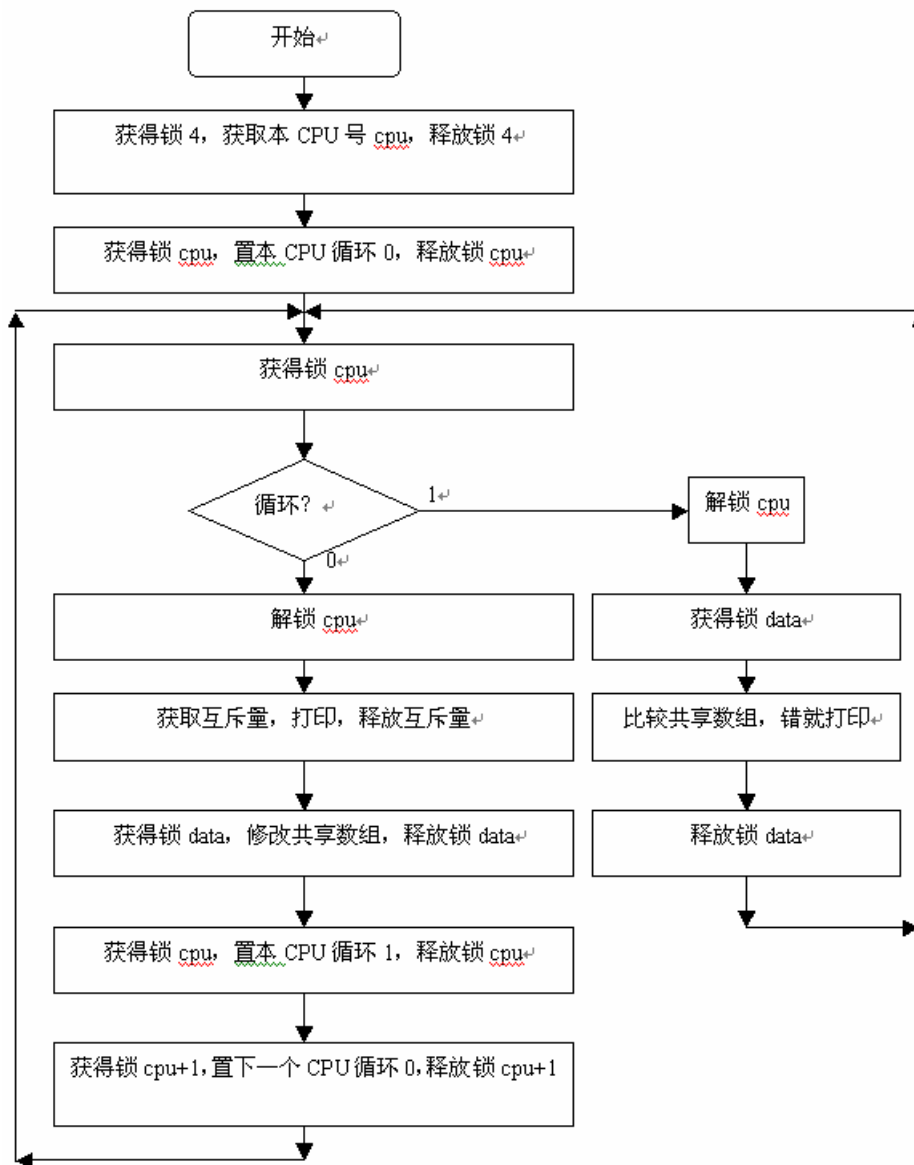 开始↵
获得锁 4，获取本 CPU 号 cpu，释放锁 4↵
获得锁 cpu，置本 CPU 循环 0，释放锁 cpu↵
获得锁 cpu↵
循环？↵
1↵
0↵
解锁 cpu
解锁 cpu↵
获得锁 data↵
获取互斥量，打印，释放互斥量↵
比较共享数组，错就打印↵
获得锁 data，修改共享数组，释放锁 data↵
释放锁 data↵
获得锁 cpu，置本 CPU 循环 1，释放锁 cpu↵
获得锁 cpu+1,置下一个 CPU 循环 0,释放锁 cpu+1